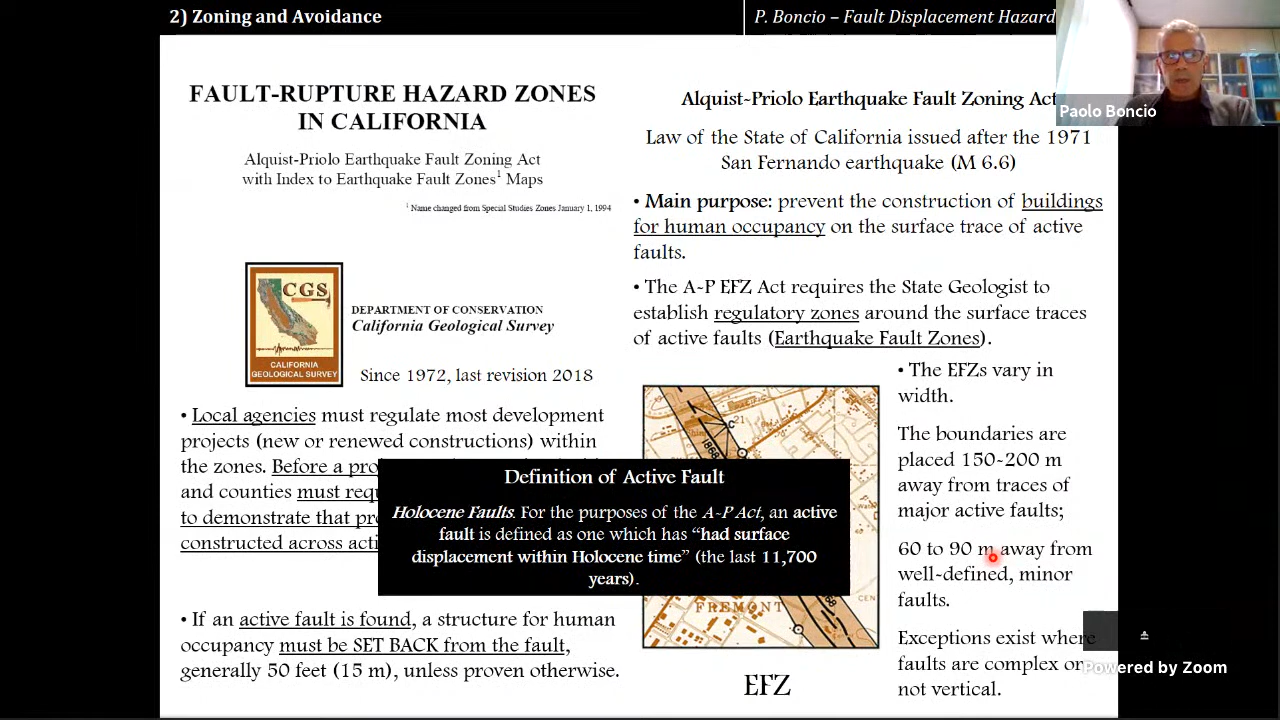 2) Zoning and Avoidance
P. Boncio – Fault Displacement Hazard
Paolo Boncio
FAULT-RUPTURE HAZARD ZONES
IN CALIFORNIA
Alquist-Priolo Earthquake Fault Zoning Act
with Index to Earthquake Fault Zones1 Maps
1 Name changed from Special Studies Zones January 1, 1994
CGS
CALIFORNIA
GEOLOGICAL SURVEY
DEPARTMENT OF CONSERVATION
California Geological Survey
Since 1972, last revision 2018
• Local agencies must regulate most development
projects (new or renewed constructions) within
the zones. Before a
and counties must
to demonstrate that
constructed across
• If an active fault is found, a structure for human
occupancy must be SET BACK from the fault,
generally 50 feet (15 m), unless proven otherwise.
Alquist-Priolo Earthquake Fault Zoning Act
Law of the State of California issued after the 1971
San Fernando earthquake (M 6.6)
• Main purpose: prevent the construction of buildings
for human occupancy on the surface trace of active
faults.
• The A-P EFZ Act requires the State Geologist to
establish regulatory zones around the surface traces
of active faults (Earthquake Fault Zones).
• The EFZs vary in
width.
The boundaries are
placed 150-200 m
away from traces of
major active faults;
60 to 90 m away from
well-defined, minor
faults.
Exceptions exist where
faults are complex or
not vertical.
Definition of Active Fault
Holocene Faults. For the purposes of the A-P Act, an active
fault is defined as one which has “had surface
displacement within Holocene time” (the last 11,700
years).
1868
C
21
FREMONT
CEN
EFZ
Powered by Zoom